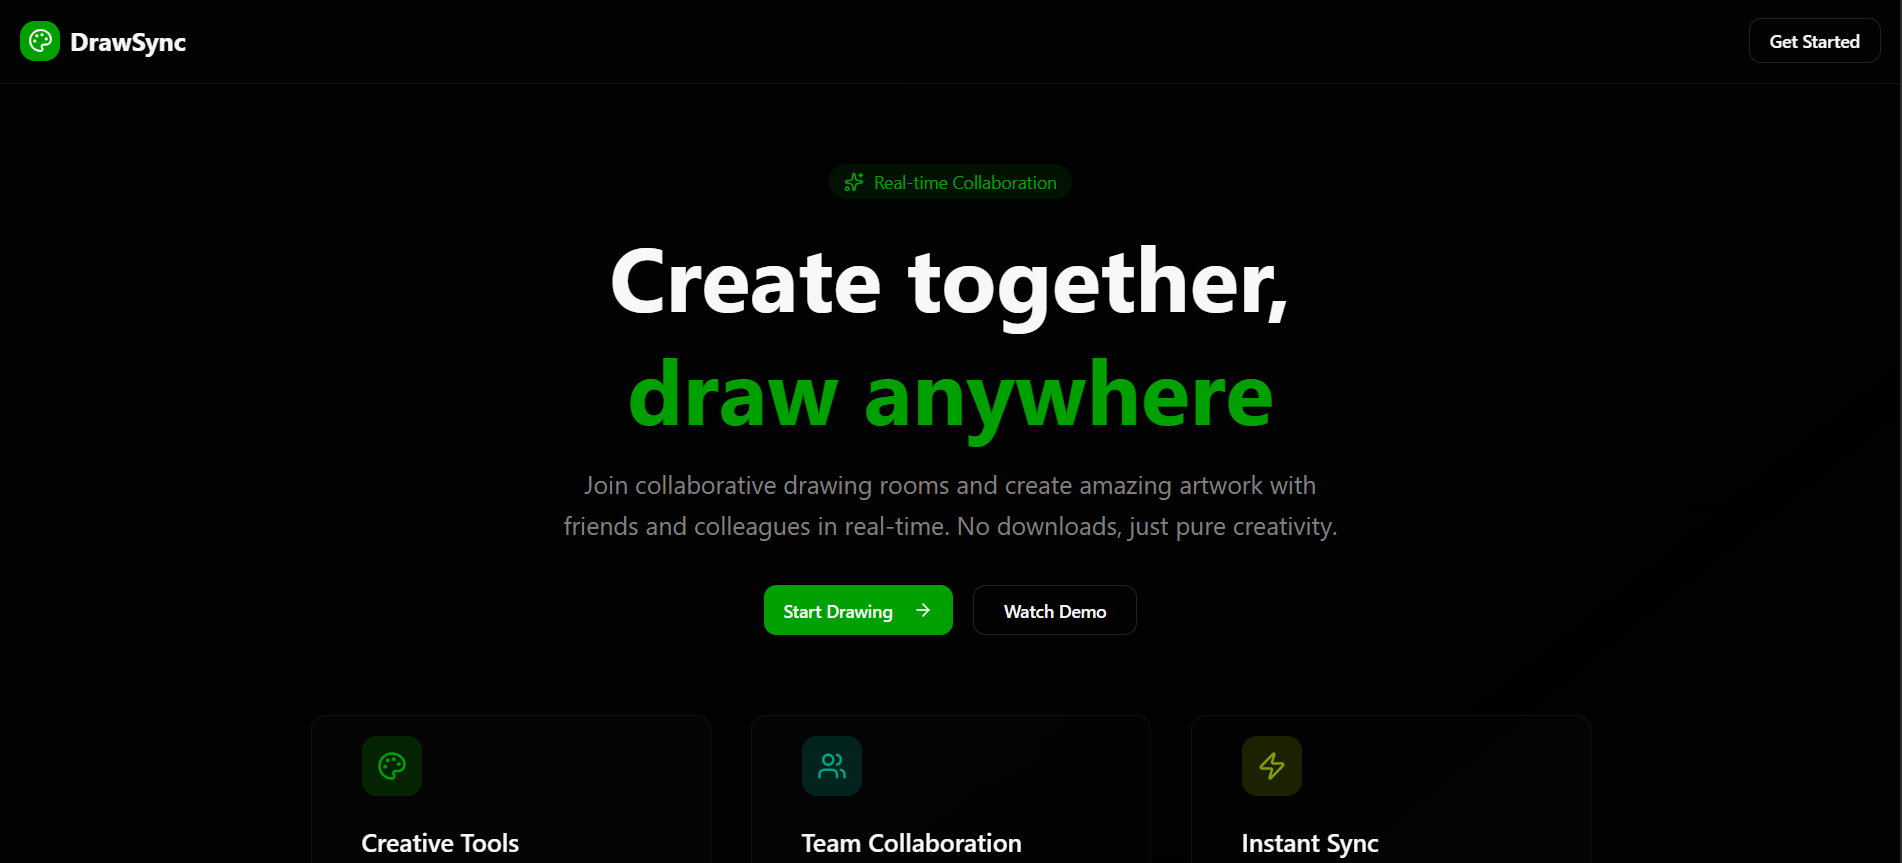 DrawSync
Get Started
Real-time Collaboration
Create together,
draw anywhere
Join collaborative drawing rooms and create amazing artwork with
friends and colleagues in real-time. No downloads, just pure creativity.
Start Drawing
Watch Demo
Creative Tools
Team Collaboration
Instant Sync